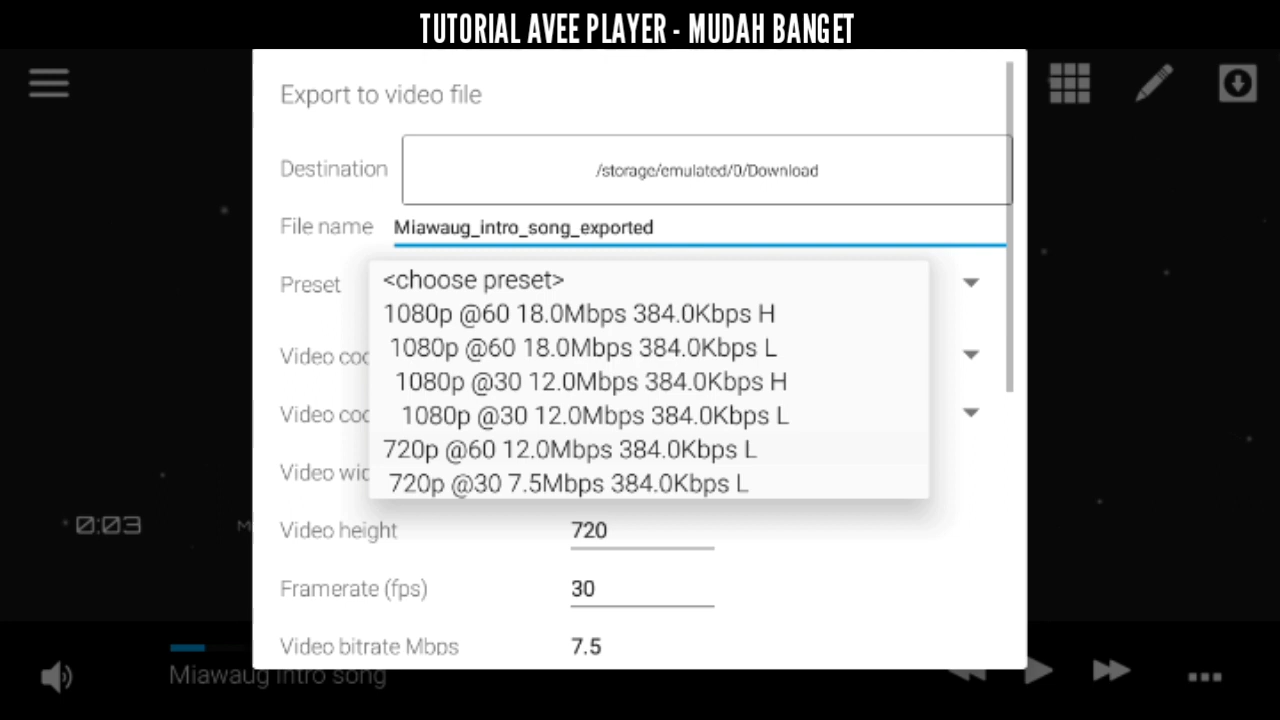 TUTORIAL AVEE PLAYER - MUDAH BANGET
Export to video file
Destination
/storage/emulated/0/Download
File name
Miawaug_intro_song_exported
Preset
<choose preset>
1080p @60 18.0Mbps 384.0Kbps H
1080p @60 18.0Mbps 384.0Kbps L
1080p @30 12.0Mbps 384.0Kbps H
1080p @30 12.0Mbps 384.0Kbps L
720p @60 12.0Mbps 384.0Kbps L
720p @30 7.5Mbps 384.0Kbps L
Video
Video
Video
Video height
720
Framerate (fps)
30
Video bitrate Mbps
7.5
0:03
Miawaug intro song